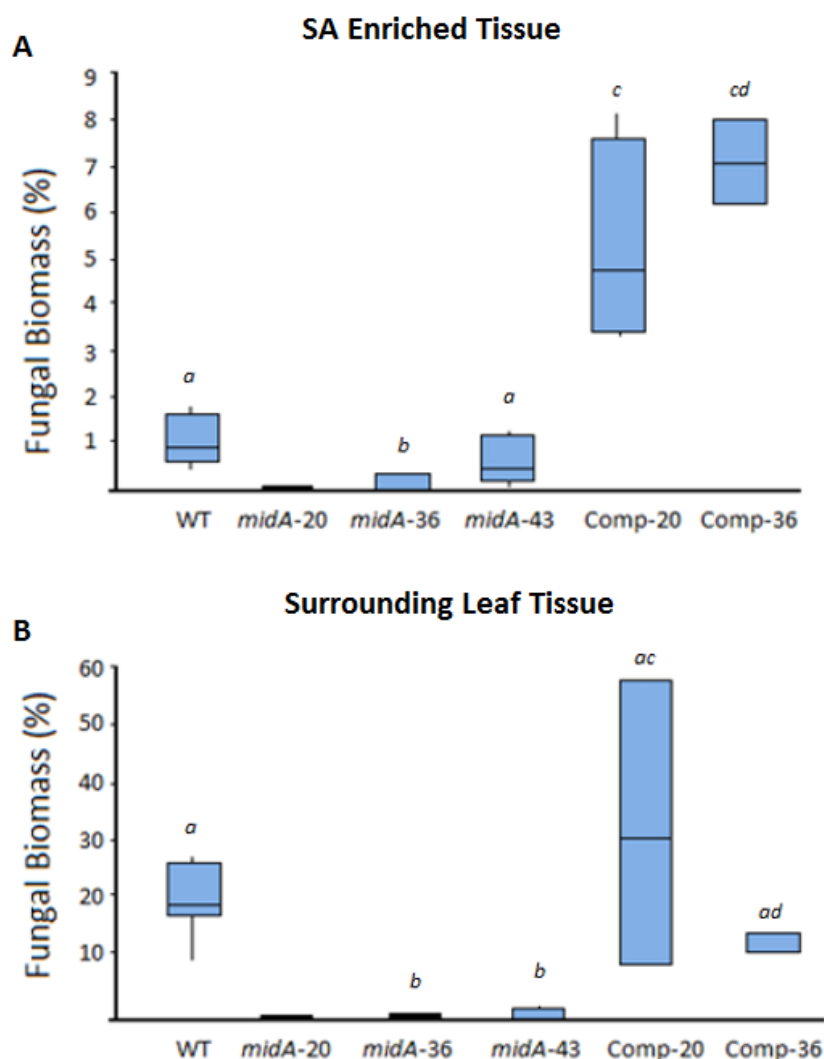 SA Enriched Tissue
A
Fungal Biomass (%)
9
8
7
6
5
4
3
2
1
a
b
a
c
cd
WT midA-20 midA-36 midA-43 Comp-20 Comp-36
Surrounding Leaf Tissue
B
Fungal Biomass (%)
60
50
40
30
20
10
a
b
b
ac
ad
WT midA-20 midA-36 midA-43 Comp-20 Comp-36